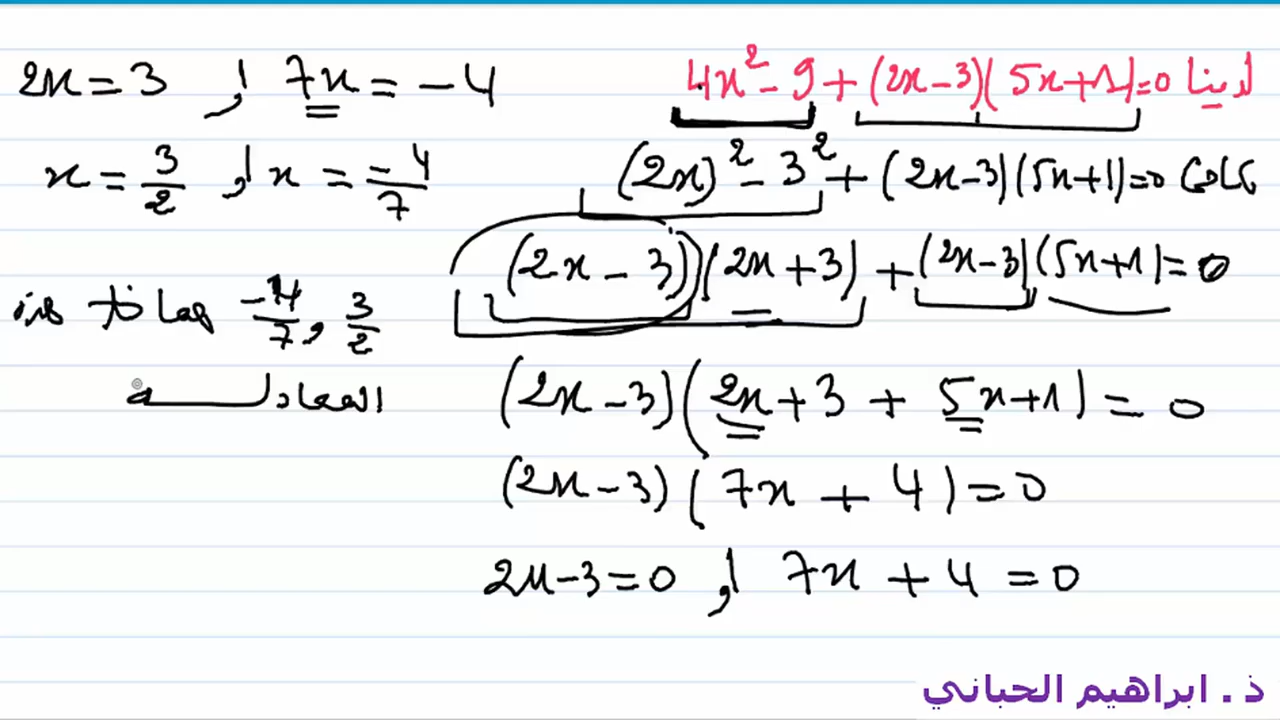 لدينا 4x² - 9 + (2x-3)(5x+1)=0
(2x)² - 3² + (2x-3)(5x+1)=0
(2x - 3)(2x + 3) + (2x-3)(5x+1)=0
(2x - 3)(2x + 3 + 5x+1) = 0
(2x - 3)(7x + 4) = 0
2x-3=0 أو 7x + 4 = 0
2x = 3 أو 7x = -4
x = 3/2 أو x = -4/7
-4/7 و 3/2 هما حلا هذه
المعادلة
ذ . ابراهيم الحباني